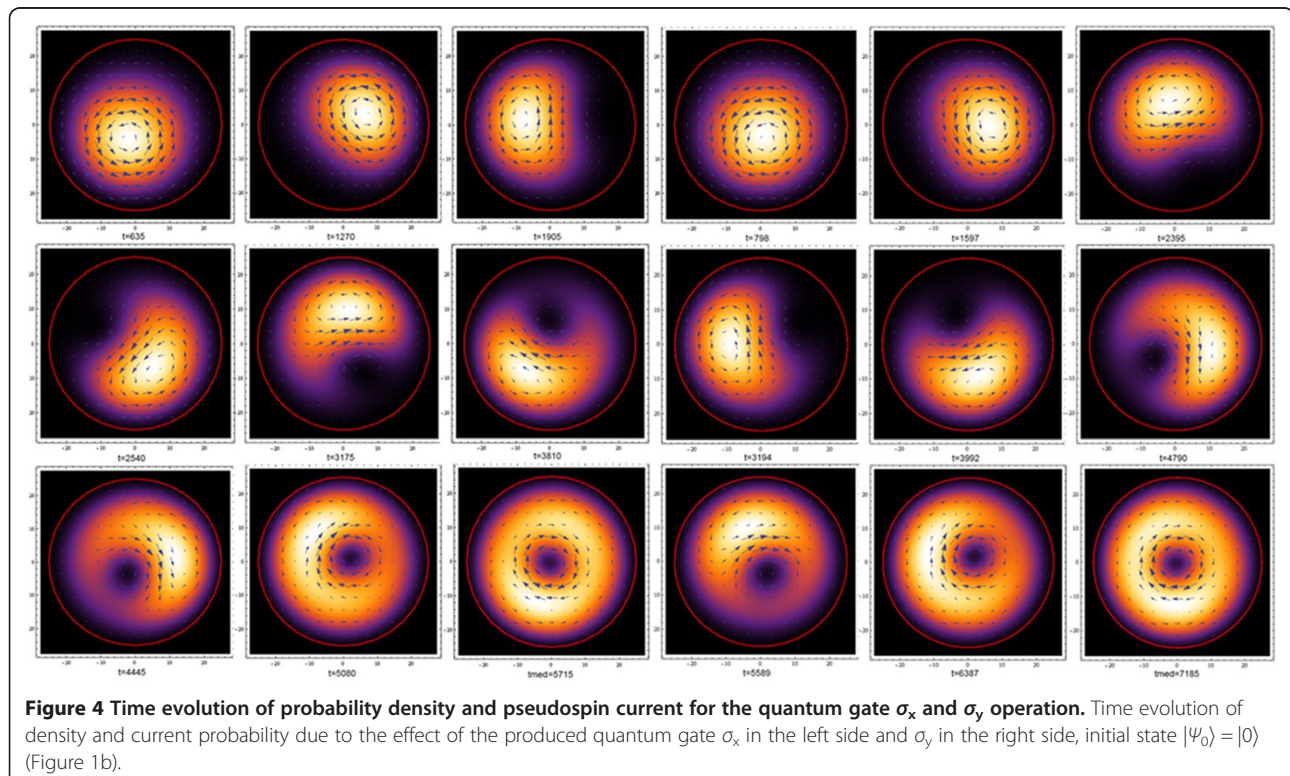 t=635 t=1270 t=1905 t=798 t=1597 t=2395
t=2540 t=3175 t=3810 t=3194 t=3992 t=4790
t=4445 t=5080 tmed=5715 t=5589 t=6387 tmed=7185
Figure 4 Time evolution of probability density and pseudospin current for the quantum gate σx and σy operation. Time evolution of
density and current probability due to the effect of the produced quantum gate σx in the left side and σy in the right side, initial state |Ψ0⟩ = |0⟩
(Figure 1b).